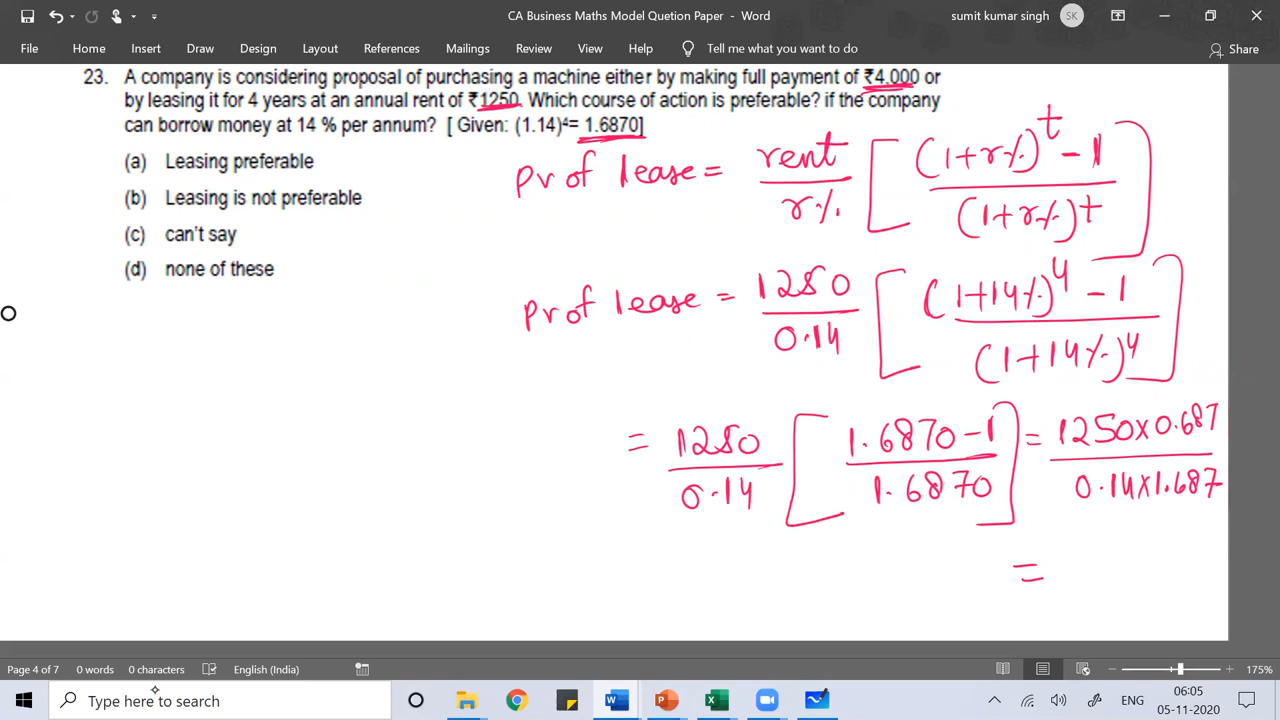 CA Business Maths Model Quetion Paper - Word
sumit kumar singh
SK
File Home Insert Draw Design Layout References Mailings Review View Help Tell me what you want to do Share
23. A company is considering proposal of purchasing a machine either by making full payment of ₹4,000 or
by leasing it for 4 years at an annual rent of ₹1250. Which course of action is preferable? if the company
can borrow money at 14 % per annum? [ Given: (1.14)⁴= 1.6870]
(a) Leasing preferable
(b) Leasing is not preferable
(c) can't say
(d) none of these
Pv of lease = rent / r% [ (1+r%)^t - 1 / (1+r%)^t ]
Pv of lease = 1250 / 0.14 [ (1+14%)^4 - 1 / (1+14%)^4 ]
= 1250 / 0.14 [ 1.6870 - 1 / 1.6870 ] = 1250×0.687 / 0.14×1.687
=
Page 4 of 7 0 words 0 characters English (India) 175%
Type here to search
ENG
06:05
05-11-2020